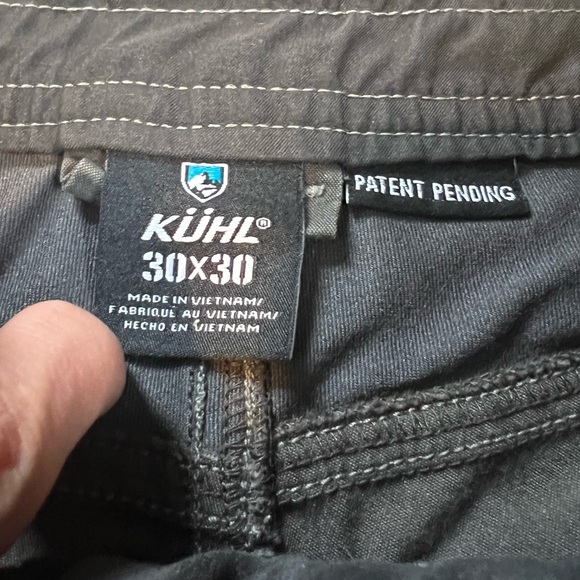 KÜHL®
30X30
MADE IN VIETNAM/
FABRIQUÉ AU VIETNAM/
HECHO EN VIETNAM
PATENT PENDING